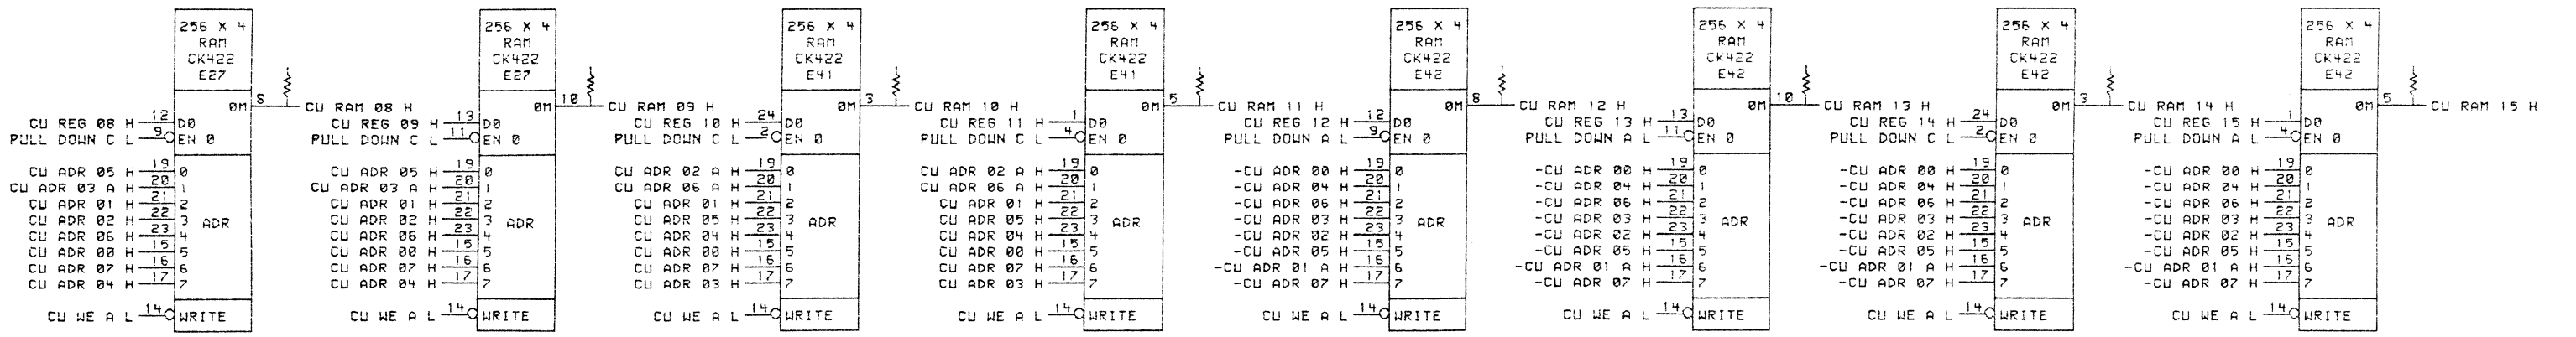 256 X 4
RAM
CK422
E27
0M 8 CU RAM 08 H
CU REG 08 H 12 D0
PULL DOWN C L 9 EN 0
CU ADR 05 H 19 0
CU ADR 03 A H 20 1
CU ADR 01 H 21 2
CU ADR 02 H 22 3
CU ADR 06 H 23 4
CU ADR 00 H 15 5
CU ADR 07 H 16 6
CU ADR 04 H 17 7
ADR
CU WE A L 14 WRITE
256 X 4
RAM
CK422
E27
0M 10 CU RAM 09 H
CU REG 09 H 13 D0
PULL DOWN C L 11 EN 0
CU ADR 05 H 19 0
CU ADR 03 A H 20 1
CU ADR 01 H 21 2
CU ADR 02 H 22 3
CU ADR 06 H 23 4
CU ADR 00 H 15 5
CU ADR 07 H 16 6
CU ADR 04 H 17 7
ADR
CU WE A L 14 WRITE
256 X 4
RAM
CK422
E41
0M 3 CU RAM 10 H
CU REG 10 H 24 D0
PULL DOWN C L 2 EN 0
CU ADR 02 A H 19 0
CU ADR 06 A H 20 1
CU ADR 01 H 21 2
CU ADR 05 H 22 3
CU ADR 04 H 23 4
CU ADR 00 H 15 5
CU ADR 07 H 16 6
CU ADR 03 H 17 7
ADR
CU WE A L 14 WRITE
256 X 4
RAM
CK422
E41
0M 5 CU RAM 11 H
CU REG 11 H 1 D0
PULL DOWN C L 4 EN 0
CU ADR 02 A H 19 0
CU ADR 06 A H 20 1
CU ADR 01 H 21 2
CU ADR 05 H 22 3
CU ADR 04 H 23 4
CU ADR 00 H 15 5
CU ADR 07 H 16 6
CU ADR 03 H 17 7
ADR
CU WE A L 14 WRITE
256 X 4
RAM
CK422
E42
0M 8 CU RAM 12 H
CU REG 12 H 12 D0
PULL DOWN A L 9 EN 0
-CU ADR 00 H 19 0
-CU ADR 04 H 20 1
-CU ADR 06 H 21 2
-CU ADR 03 H 22 3
-CU ADR 02 H 23 4
-CU ADR 05 H 15 5
-CU ADR 01 A H 16 6
-CU ADR 07 H 17 7
ADR
CU WE A L 14 WRITE
256 X 4
RAM
CK422
E42
0M 10 CU RAM 13 H
CU REG 13 H 13 D0
PULL DOWN A L 11 EN 0
-CU ADR 00 H 19 0
-CU ADR 04 H 20 1
-CU ADR 06 H 21 2
-CU ADR 03 H 22 3
-CU ADR 02 H 23 4
-CU ADR 05 H 15 5
-CU ADR 01 A H 16 6
-CU ADR 07 H 17 7
ADR
CU WE A L 14 WRITE
256 X 4
RAM
CK422
E42
0M 3 CU RAM 14 H
CU REG 14 H 24 D0
PULL DOWN A L 2 EN 0
-CU ADR 00 H 19 0
-CU ADR 04 H 20 1
-CU ADR 06 H 21 2
-CU ADR 03 H 22 3
-CU ADR 02 H 23 4
-CU ADR 05 H 15 5
-CU ADR 01 A H 16 6
-CU ADR 07 H 17 7
ADR
CU WE A L 14 WRITE
256 X 4
RAM
CK422
E42
0M 5 CU RAM 15 H
CU REG 15 H 1 D0
PULL DOWN A L 4 EN 0
-CU ADR 00 H 19 0
-CU ADR 04 H 20 1
-CU ADR 06 H 21 2
-CU ADR 03 H 22 3
-CU ADR 02 H 23 4
-CU ADR 05 H 15 5
-CU ADR 01 A H 16 6
-CU ADR 07 H 17 7
ADR
CU WE A L 14 WRITE